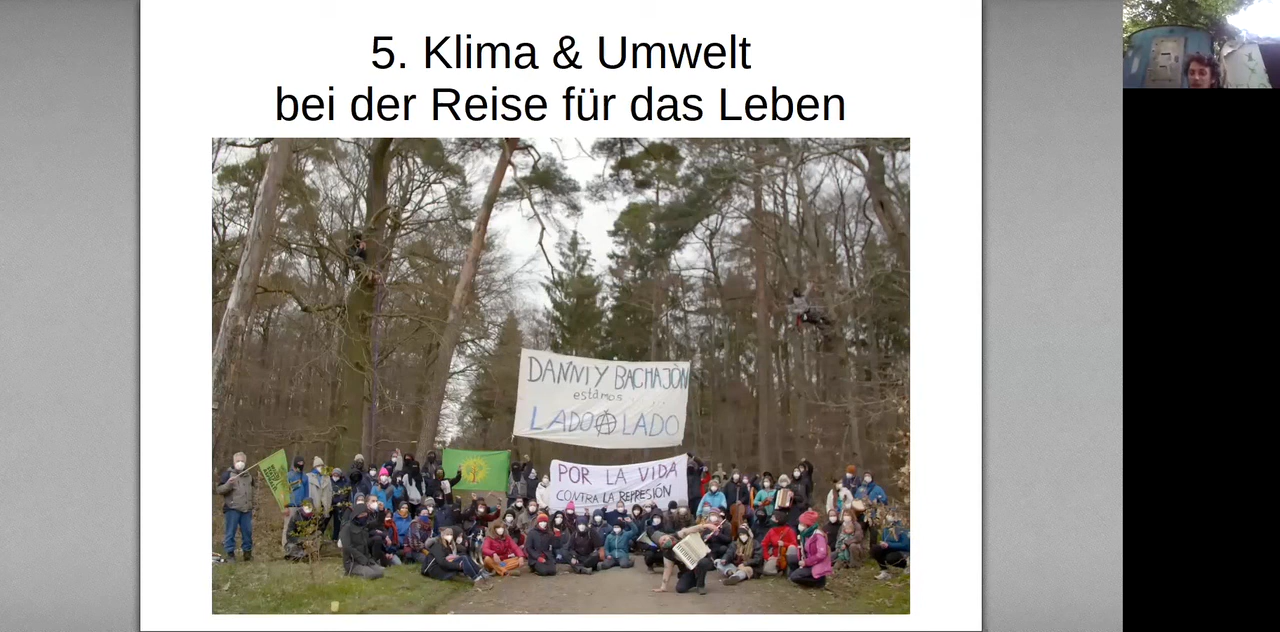 5. Klima & Umwelt
bei der Reise für das Leben
DANNI Y BACHAJÓN
estamos
LADO A LADO
POR LA VIDA
CONTRA LA REPRESIÓN